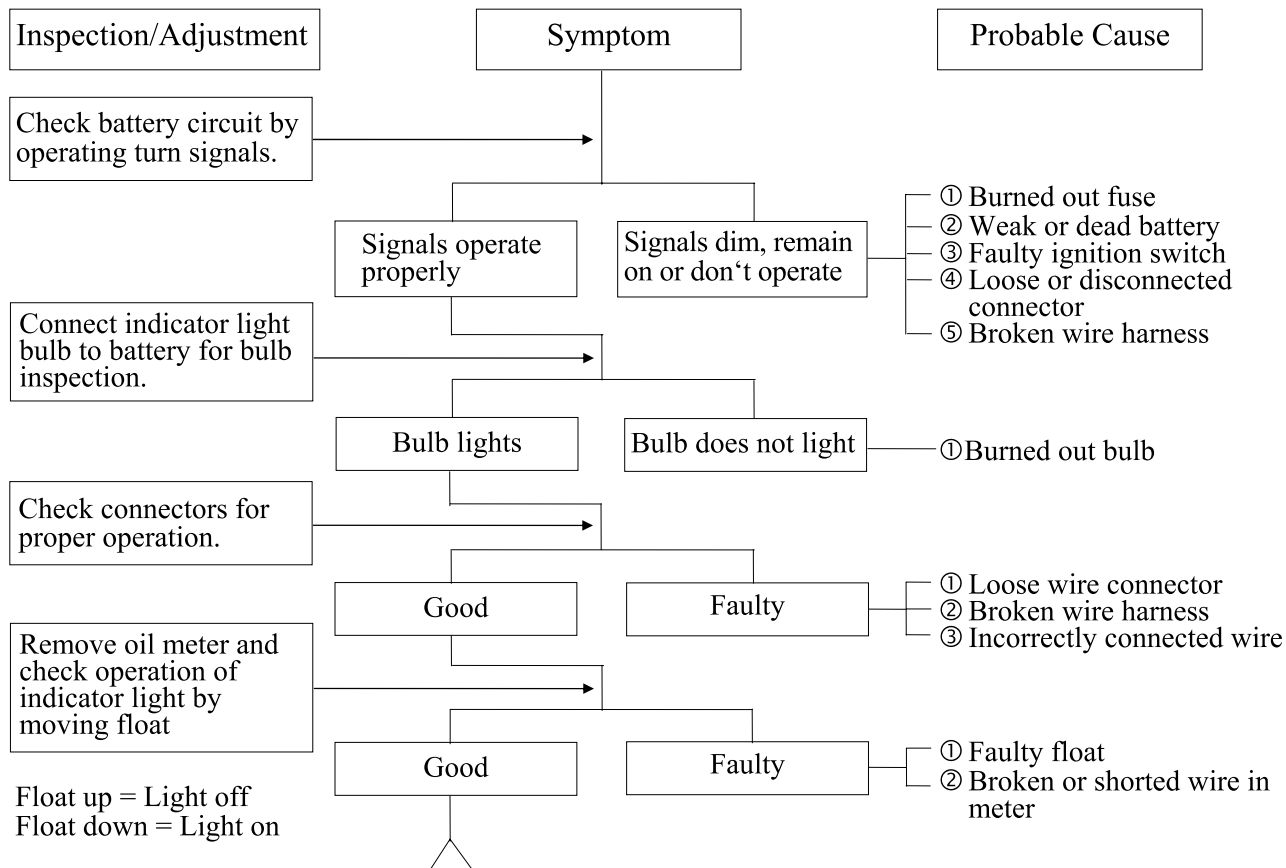 Inspection/Adjustment
Symptom
Probable Cause
Check battery circuit by
operating turn signals.
Signals operate
properly
Signals dim, remain
on or don‘t operate
① Burned out fuse
② Weak or dead battery
③ Faulty ignition switch
④ Loose or disconnected
connector
⑤ Broken wire harness
Connect indicator light
bulb to battery for bulb
inspection.
Bulb lights
Bulb does not light
①Burned out bulb
Check connectors for
proper operation.
Good
Faulty
① Loose wire connector
② Broken wire harness
③ Incorrectly connected wire
Remove oil meter and
check operation of
indicator light by
moving float
Good
Faulty
① Faulty float
② Broken or shorted wire in
meter
Float up = Light off
Float down = Light on